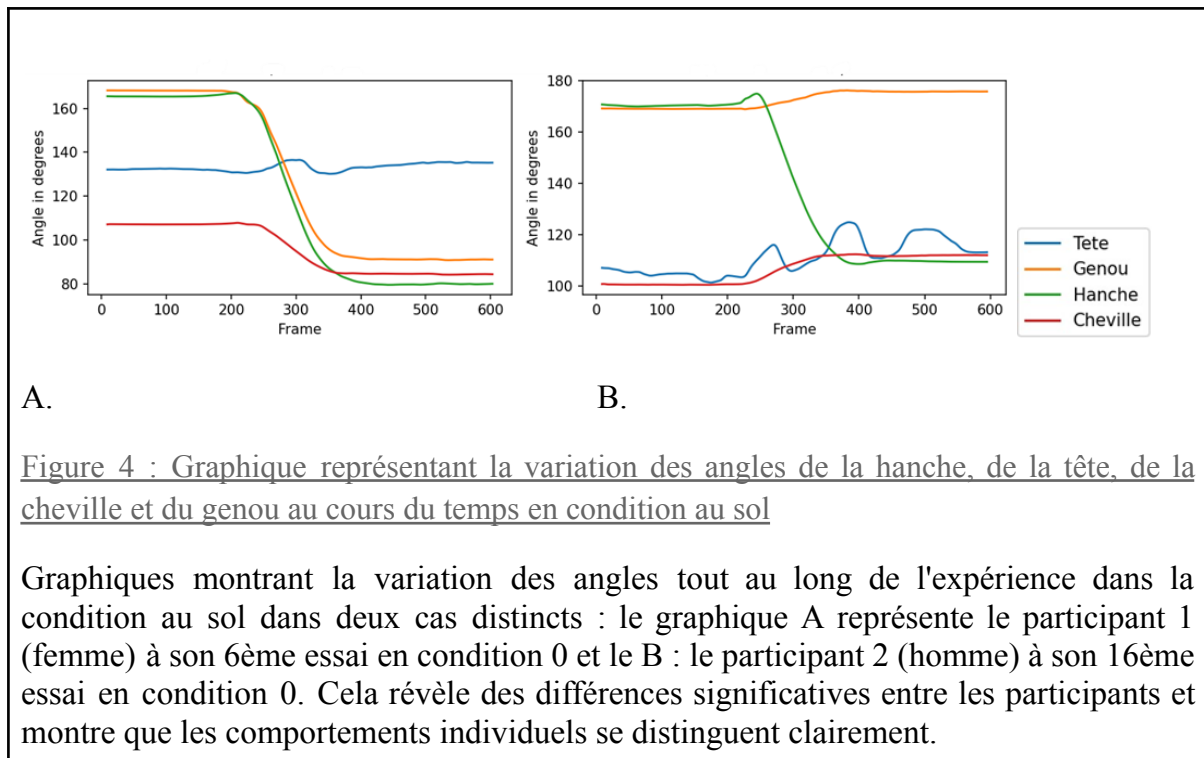 180
160
140
120
100
80
Angle in degrees
0 100 200 300 400 500 600
Frame
160
140
120
100
Angle in degrees
0 100 200 300 400 500 600
Frame
Tete
Genou
Hanche
Cheville
A. B.
Figure 4 : Graphique représentant la variation des angles de la hanche, de la tête, de la
cheville et du genou au cours du temps en condition au sol
Graphiques montrant la variation des angles tout au long de l'expérience dans la
condition au sol dans deux cas distincts : le graphique A représente le participant 1
(femme) à son 6ème essai en condition 0 et le B : le participant 2 (homme) à son 16ème
essai en condition 0. Cela révèle des différences significatives entre les participants et
montre que les comportements individuels se distinguent clairement.